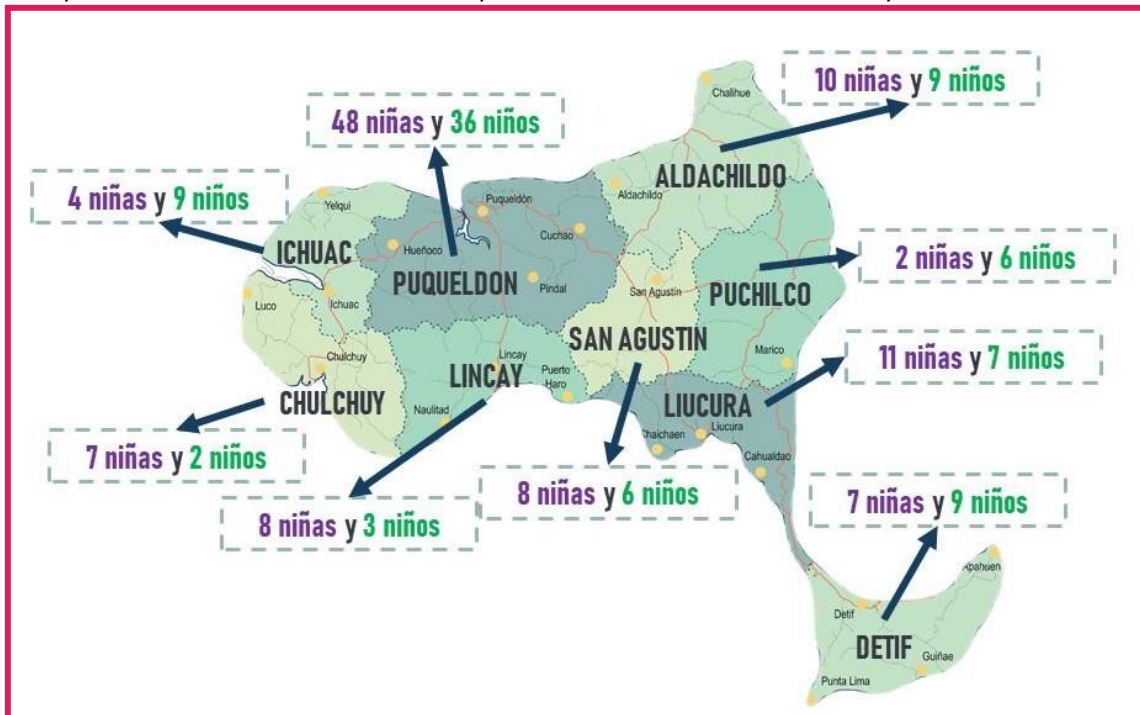 10 niñas y 9 niños
Chalihue
48 niñas y 36 niños
ALDACHILDO
Aldachildo
4 niñas y 9 niños
Yelqui
Puqueldón
Cuchao
Hueñoco
ICHUAC
2 niñas y 6 niños
PUQUELDON
Pindal
San Agustín
PUCHILCO
Luco
Ichuac
SAN AGUSTIN
Marico
11 niñas y 7 niños
Chulchuy
Lincay
LINCAY
Puerto
Haro
CHULCHUY
LIUCURA
Naulitad
Liucura
Chaichaen
Cahualdao
7 niñas y 2 niños
8 niñas y 6 niños
7 niñas y 9 niños
8 niñas y 3 niños
Apahuen
Detif
DETIF
Guiñae
Punta Lima